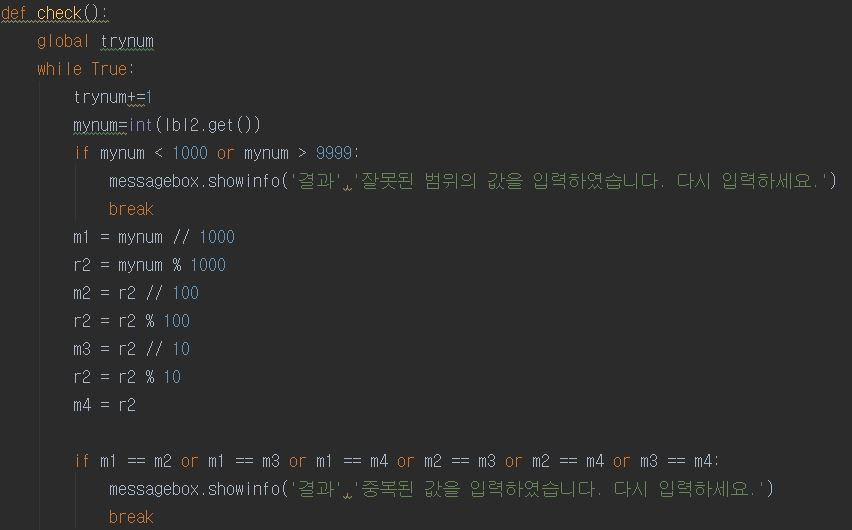 def check():
    global trynum
    while True:
        trynum+=1
        mynum=int(lbl2.get())
        if mynum < 1000 or mynum > 9999:
            messagebox.showinfo('결과','잘못된 범위의 값을 입력하였습니다. 다시 입력하세요.')
            break
        m1 = mynum // 1000
        r2 = mynum % 1000
        m2 = r2 // 100
        r2 = r2 % 100
        m3 = r2 // 10
        r2 = r2 % 10
        m4 = r2
        if m1 == m2 or m1 == m3 or m1 == m4 or m2 == m3 or m2 == m4 or m3 == m4:
            messagebox.showinfo('결과','중복된 값을 입력하였습니다. 다시 입력하세요.')
            break